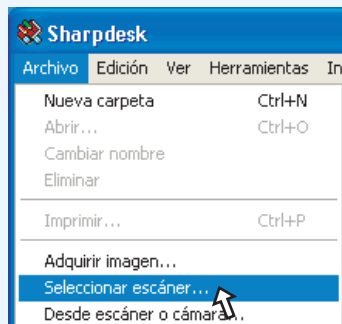 Sharpdesk
Archivo Edición Ver Herramientas In
Nueva carpeta Ctrl+N
Abrir... Ctrl+O
Cambiar nombre
Eliminar
Imprimir... Ctrl+P
Adquirir imagen...
Seleccionar escáner...
Desde escáner o cámara...